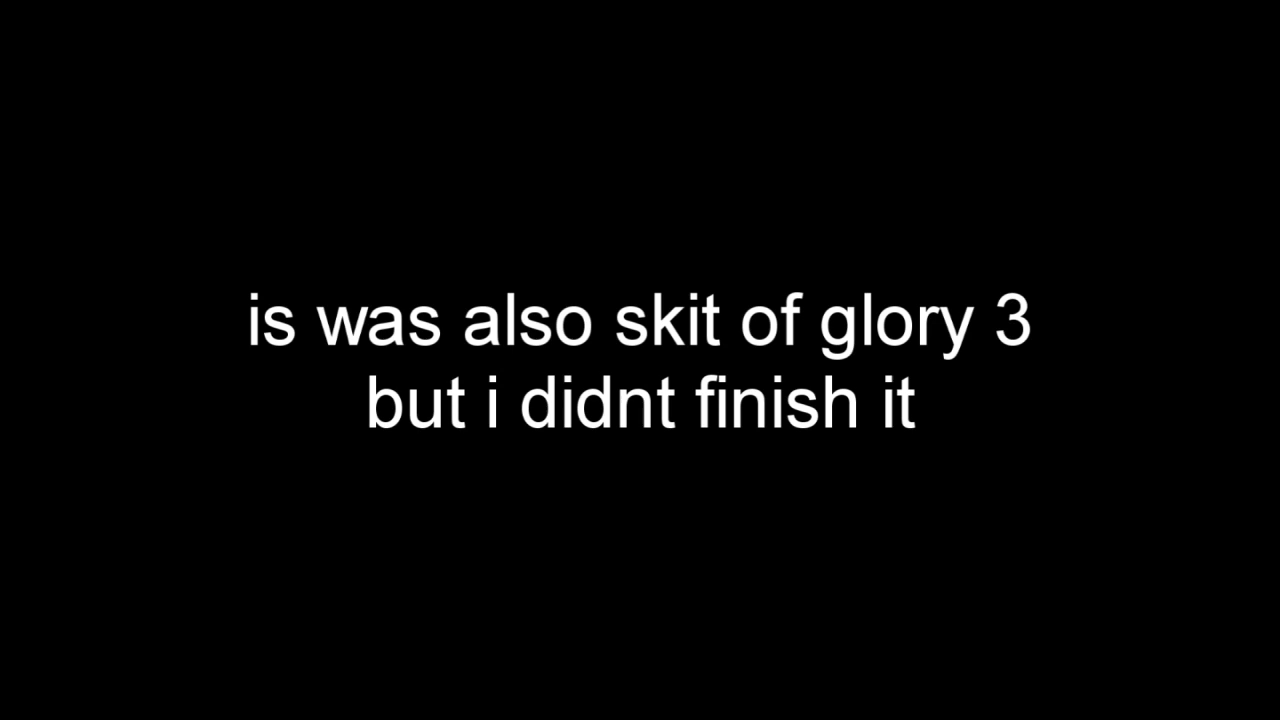 is was also skit of glory 3
but i didnt finish it